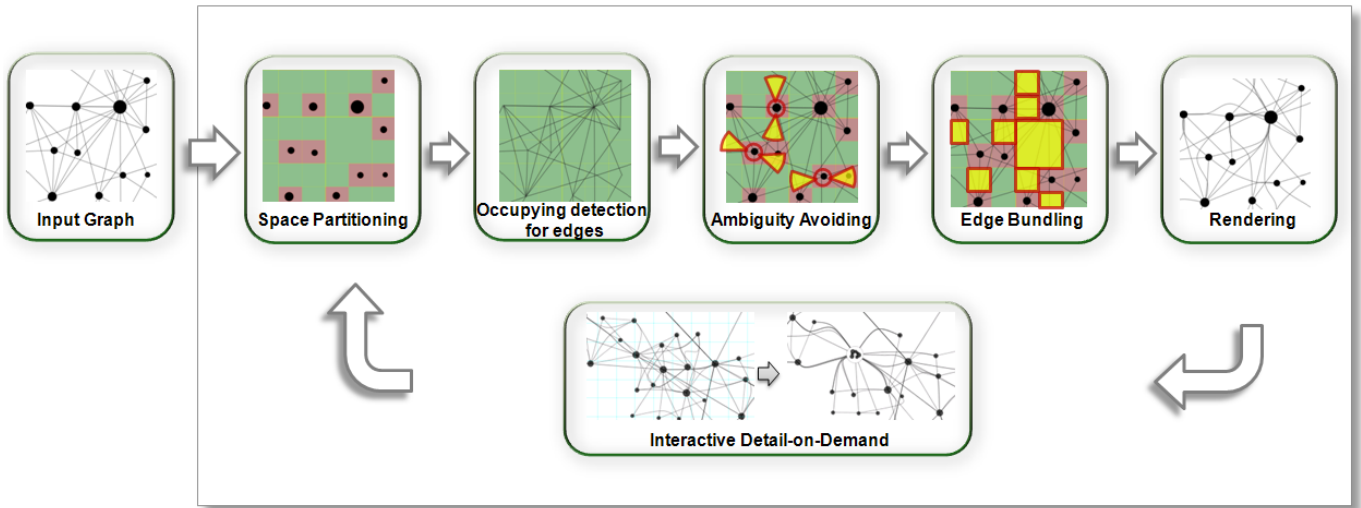 Input Graph
Space Partitioning
Occupying detection
for edges
Ambiguity Avoiding
Edge Bundling
Rendering
Interactive Detail-on-Demand